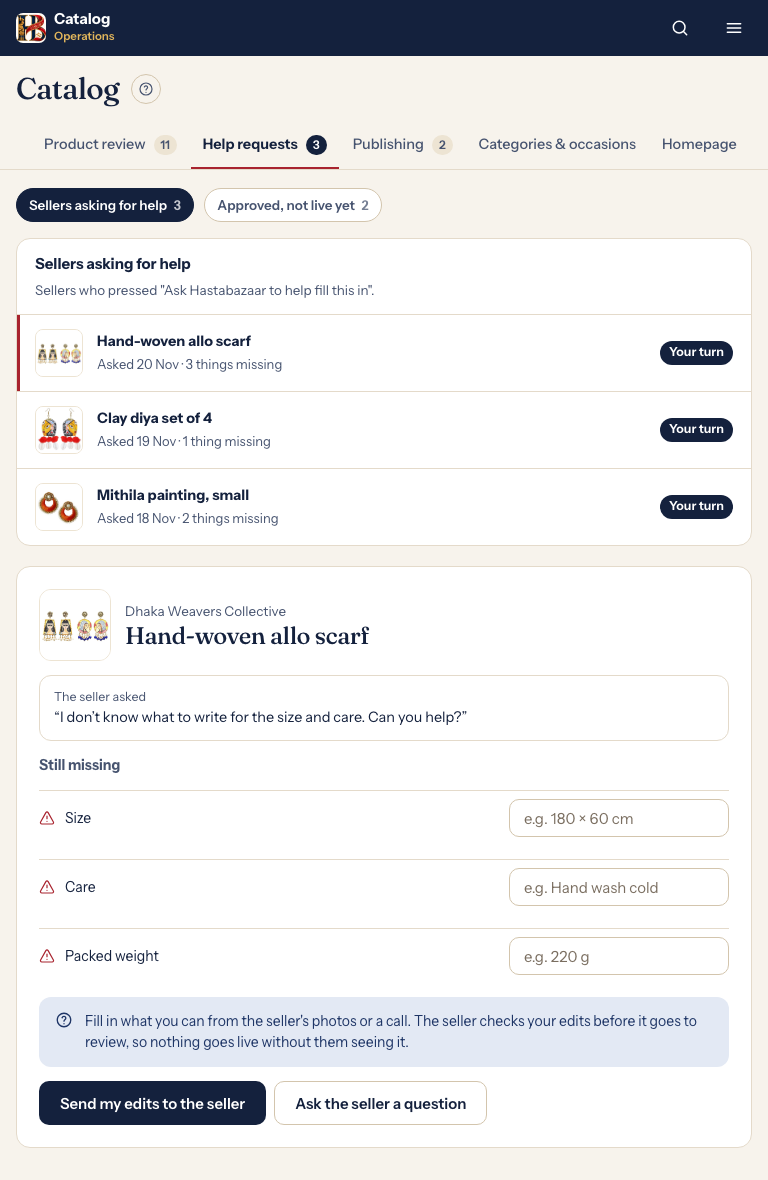 Catalog
Operations
Catalog
Product review 11 Help requests 3 Publishing 2 Categories & occasions Homepage
Sellers asking for help 3 Approved, not live yet 2
Sellers asking for help
Sellers who pressed "Ask Hastabazaar to help fill this in".
Hand-woven allo scarf
Asked 20 Nov · 3 things missing
Your turn
Clay diya set of 4
Asked 19 Nov · 1 thing missing
Your turn
Mithila painting, small
Asked 18 Nov · 2 things missing
Your turn
Dhaka Weavers Collective
Hand-woven allo scarf
The seller asked
“I don’t know what to write for the size and care. Can you help?”
Still missing
Size e.g. 180 × 60 cm
Care e.g. Hand wash cold
Packed weight e.g. 220 g
Fill in what you can from the seller's photos or a call. The seller checks your edits before it goes to
review, so nothing goes live without them seeing it.
Send my edits to the seller Ask the seller a question